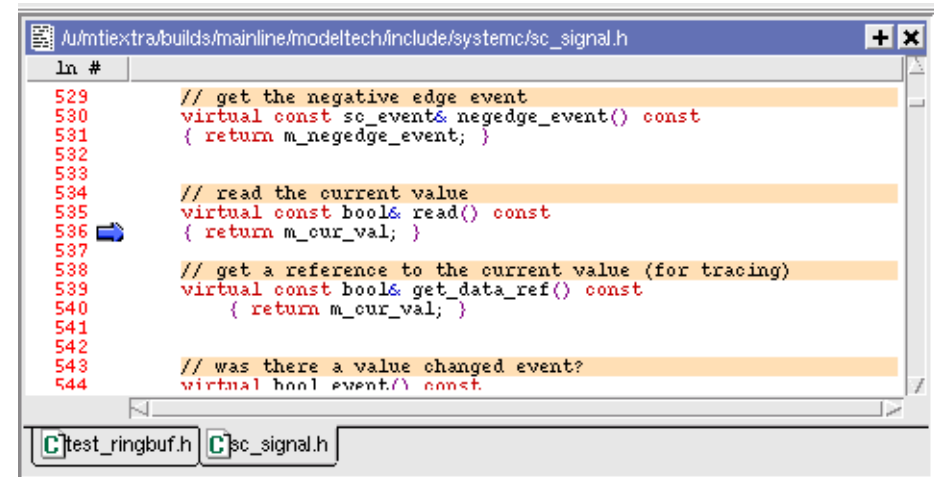 /u/mtiextra/builds/mainline/modeltech/include/systemc/sc_signal.h
ln #
529 // get the negative edge event
530 virtual const sc_event& negedge_event() const
531 { return m_negedge_event; }
532
533
534 // read the current value
535 virtual const bool& read() const
536 { return m_cur_val; }
537
538 // get a reference to the current value (for tracing)
539 virtual const bool& get_data_ref() const
540 { return m_cur_val; }
541
542
543 // was there a value changed event?
544 virtual bool event() const
test_ringbuf.h sc_signal.h